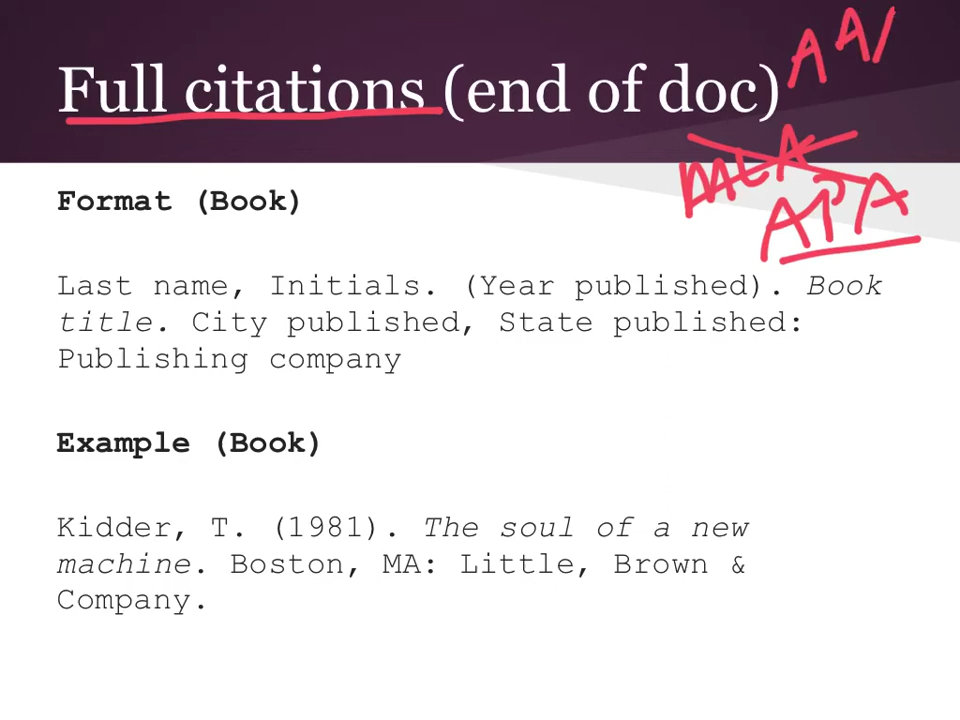 Full citations (end of doc)
MLA
APA
Format (Book)
Last name, Initials. (Year published). Book
title. City published, State published:
Publishing company
Example (Book)
Kidder, T. (1981). The soul of a new
machine. Boston, MA: Little, Brown &
Company.